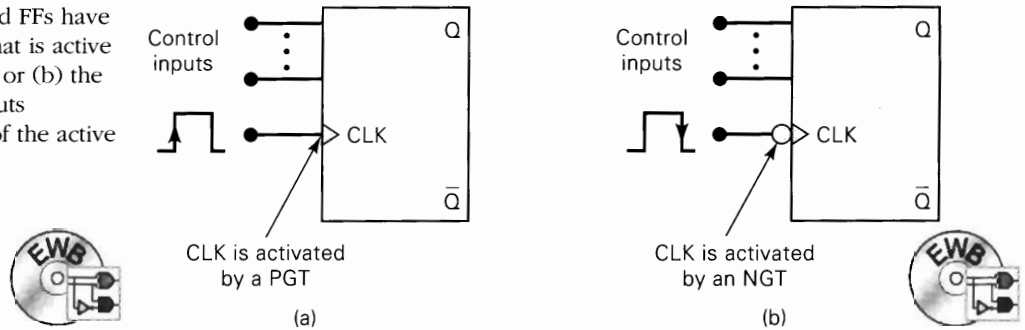 d FFs have
hat is active
or (b) the
uts
of the active
Control
inputs
Q
CLK
Q̅
CLK is activated
by a PGT
(a)
EWB
Control
inputs
Q
CLK
Q̅
CLK is activated
by an NGT
(b)
EWB